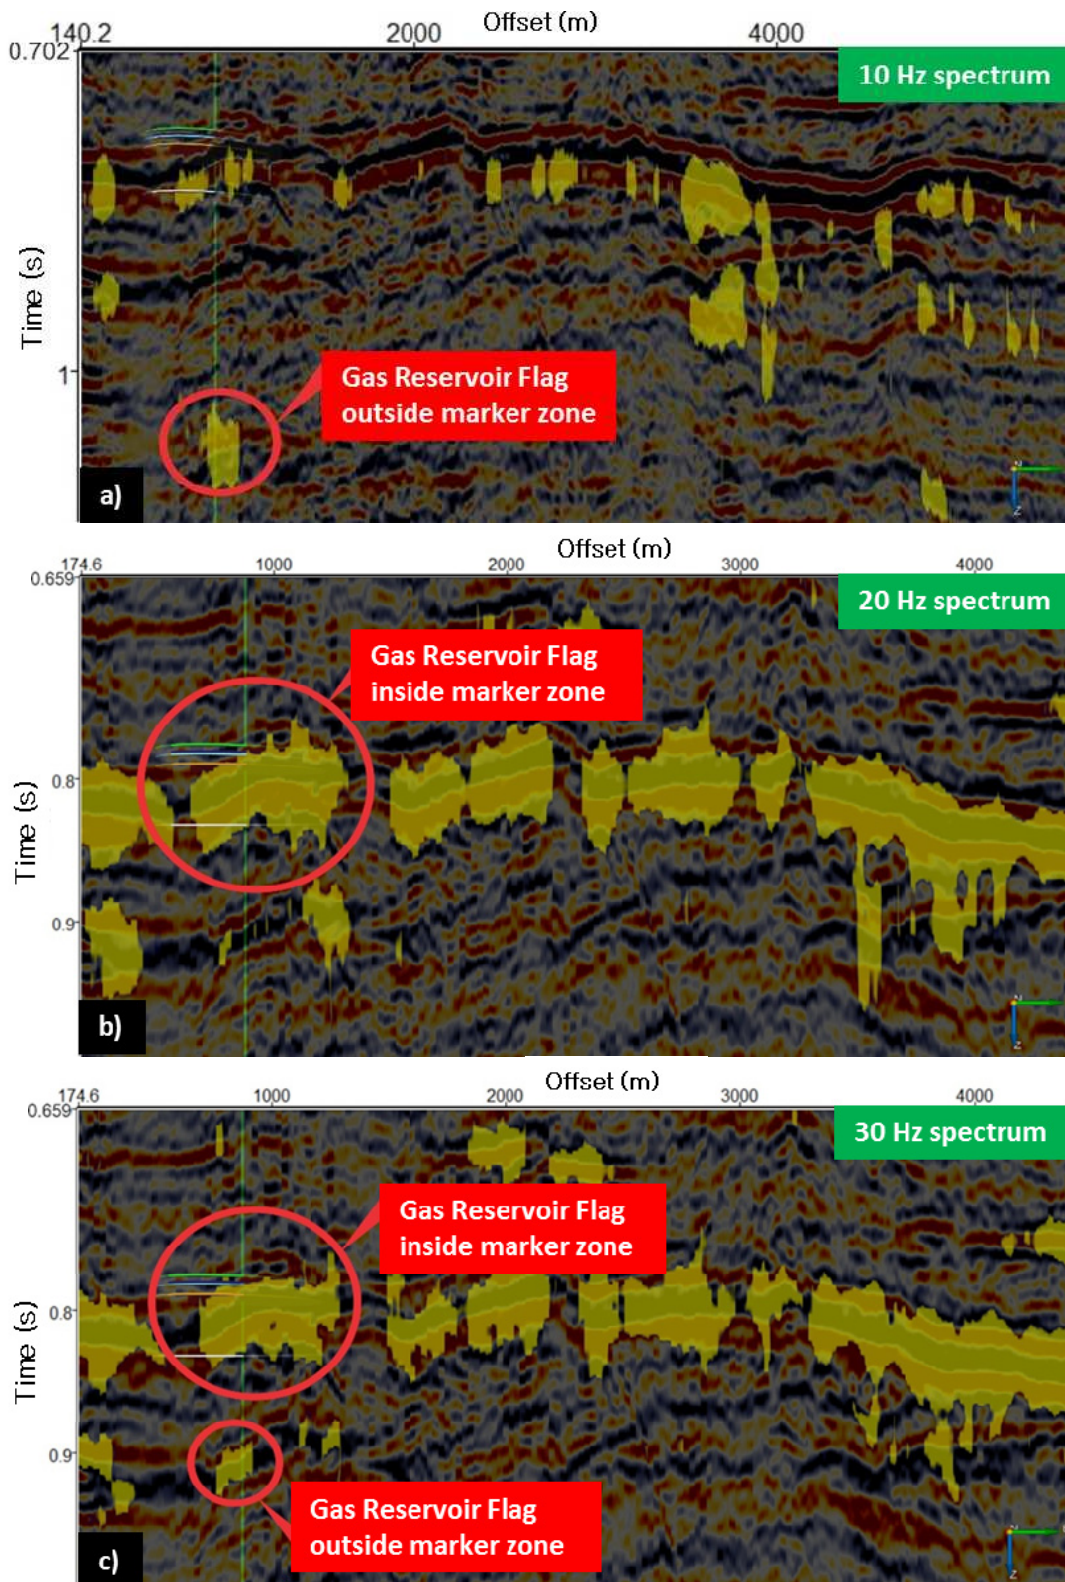 Offset (m)
140.2 2000 4000
0.702
10 Hz spectrum
Time (s)
1
Gas Reservoir Flag
outside marker zone
a)
Z
Offset (m)
174.6 1000 2000 3000 4000
0.659
20 Hz spectrum
Gas Reservoir Flag
inside marker zone
Time (s)
0.8
0.9
b)
Z
Offset (m)
174.6 1000 2000 3000 4000
0.659
30 Hz spectrum
Gas Reservoir Flag
inside marker zone
Time (s)
0.8
0.9
Gas Reservoir Flag
outside marker zone
c)
Z